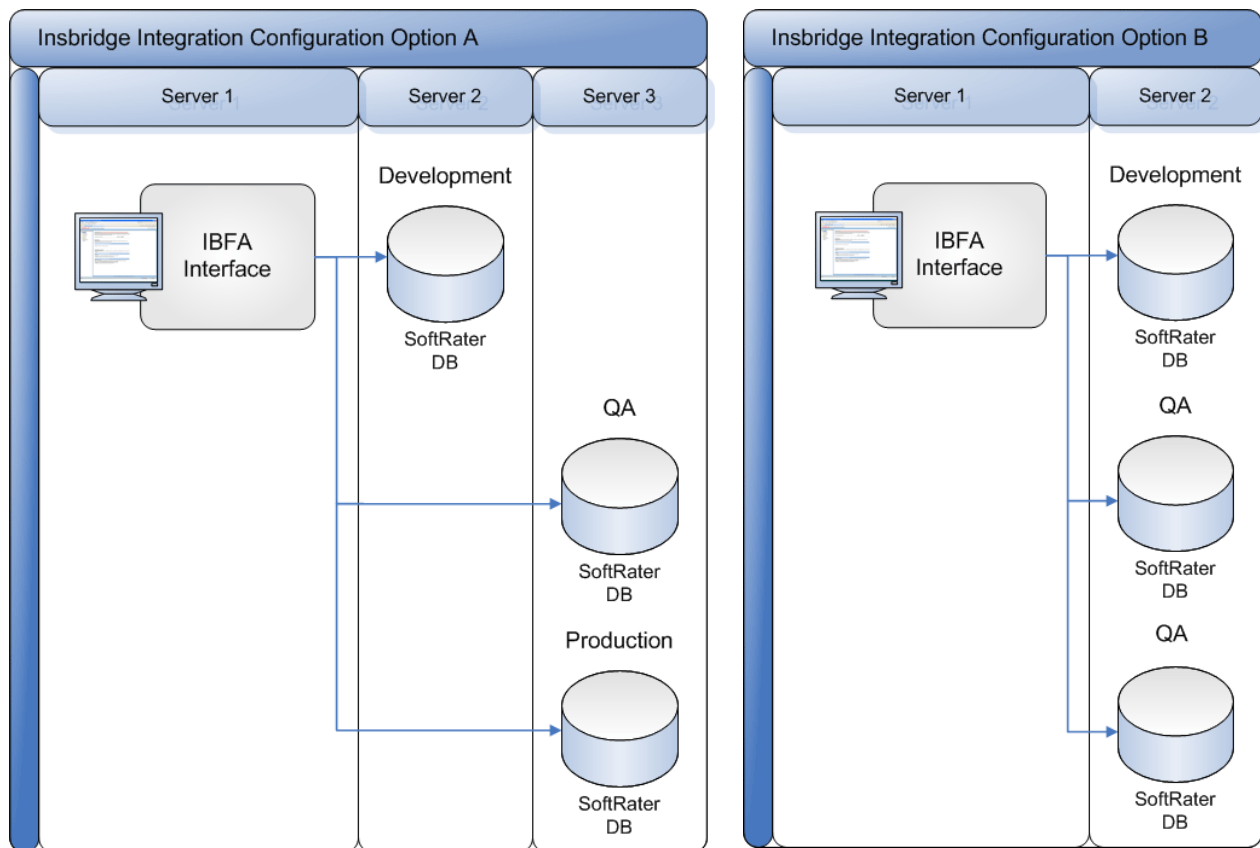 Insbridge Integration Configuration Option A
Server 1
Server 2
Server 3
Development
IBFA
Interface
SoftRater
DB
QA
SoftRater
DB
Production
SoftRater
DB
Insbridge Integration Configuration Option B
Server 1
Server 2
Development
IBFA
Interface
SoftRater
DB
QA
SoftRater
DB
QA
SoftRater
DB